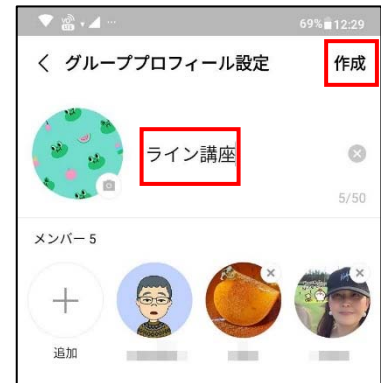 69% 12:29
く グループプロフィール設定 作成
ライン講座
5/50
メンバー 5
追加